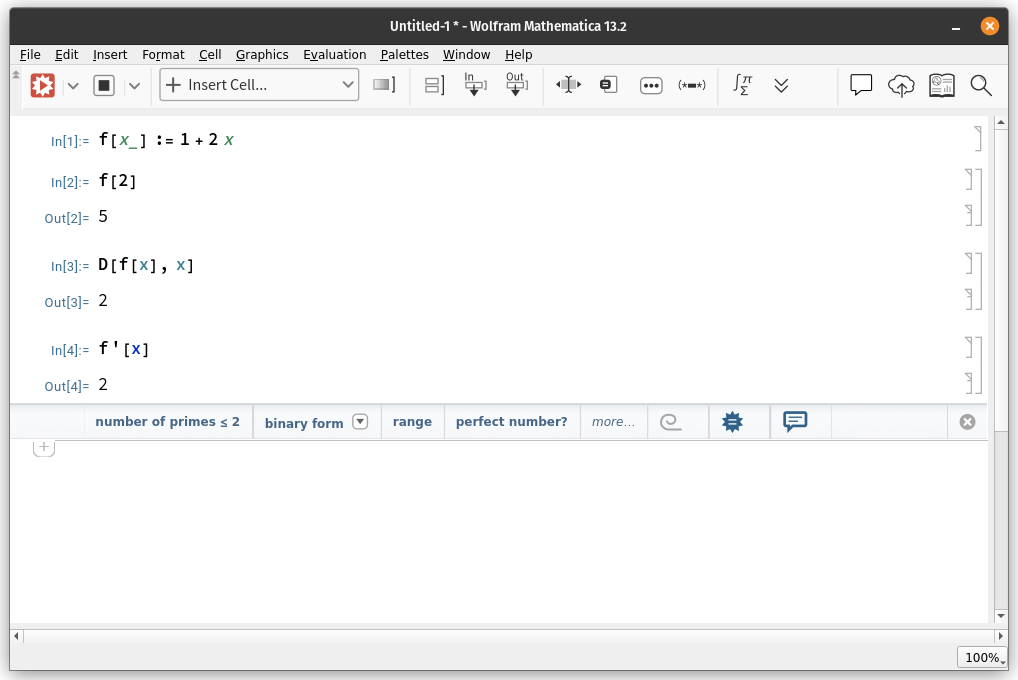 Untitled-1 * - Wolfram Mathematica 13.2
File Edit Insert Format Cell Graphics Evaluation Palettes Window Help
Insert Cell... In Out (▪=▪) ∫π Σ
In[1]:= f[x_] := 1 + 2 x
In[2]:= f[2]
Out[2]= 5
In[3]:= D[f[x], x]
Out[3]= 2
In[4]:= f'[x]
Out[4]= 2
number of primes ≤ 2 binary form range perfect number? more...
100%